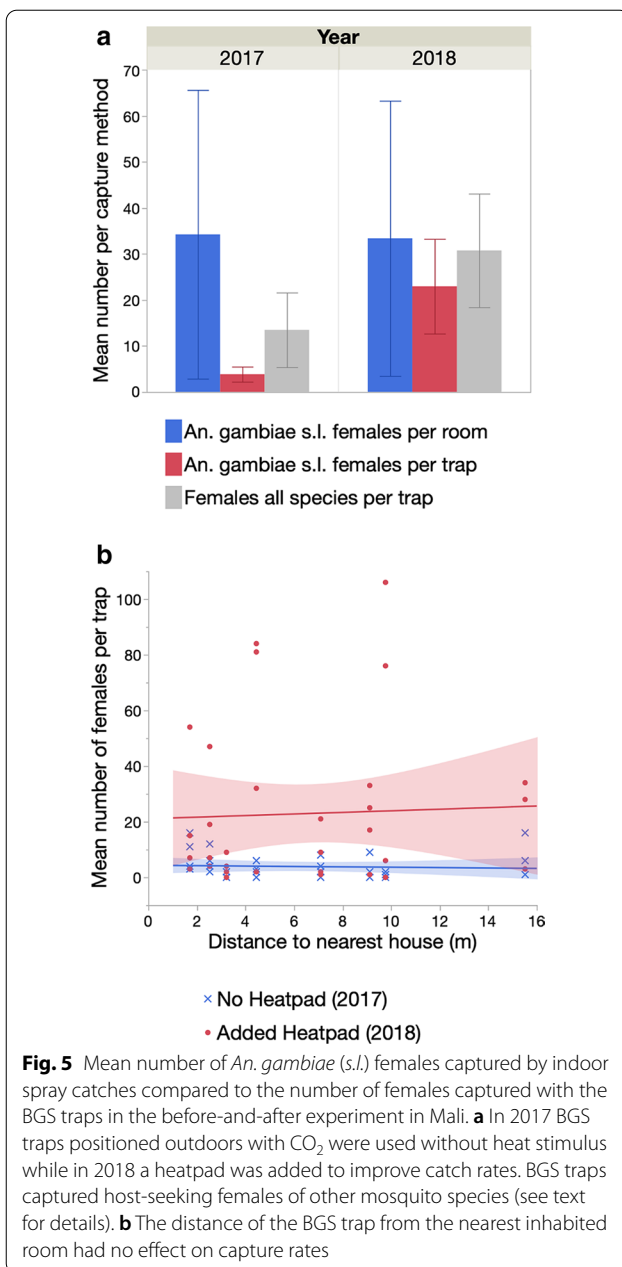 a
Year
2017 2018
70
60
50
40
30
20
10
0
Mean number per capture method
An. gambiae s.l. females per room
An. gambiae s.l. females per trap
Females all species per trap
b
100
80
60
40
20
0
Mean number of females per trap
0 2 4 6 8 10 12 14 16
Distance to nearest house (m)
× No Heatpad (2017)
• Added Heatpad (2018)
Fig. 5 Mean number of An. gambiae (s.l.) females captured by indoor
spray catches compared to the number of females captured with the
BGS traps in the before-and-after experiment in Mali. a In 2017 BGS
traps positioned outdoors with CO₂ were used without heat stimulus
while in 2018 a heatpad was added to improve catch rates. BGS traps
captured host-seeking females of other mosquito species (see text
for details). b The distance of the BGS trap from the nearest inhabited
room had no effect on capture rates